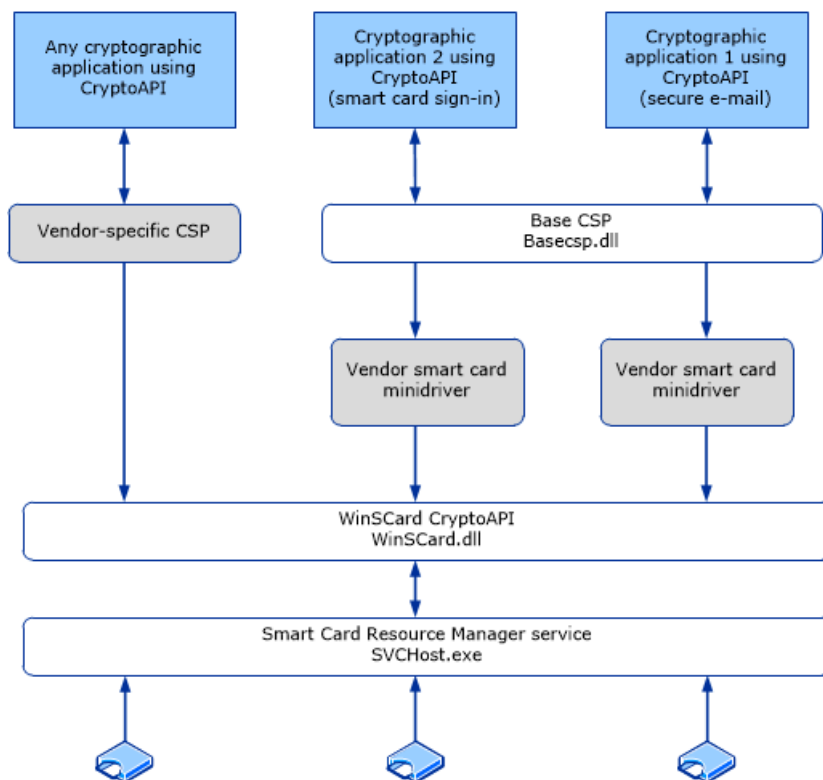 Any cryptographic
application using
CryptoAPI
Cryptographic
application 2 using
CryptoAPI
(smart card sign-in)
Cryptographic
application 1 using
CryptoAPI
(secure e-mail)
Vendor-specific CSP
Base CSP
Basecsp.dll
Vendor smart card
minidriver
Vendor smart card
minidriver
WinSCard CryptoAPI
WinSCard.dll
Smart Card Resource Manager service
SVCHost.exe